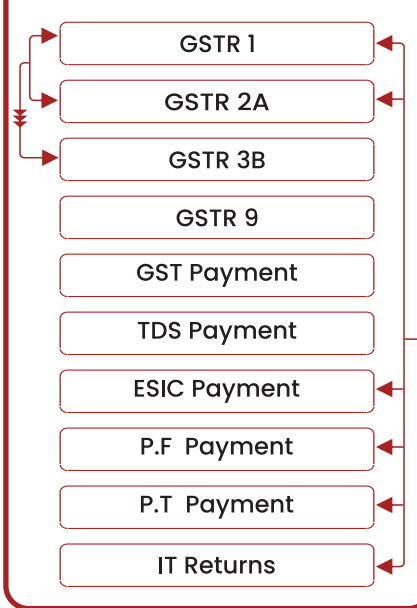 GSTR 1
GSTR 2A
GSTR 3B
GSTR 9
GST Payment
TDS Payment
ESIC Payment
P.F Payment
P.T Payment
IT Returns